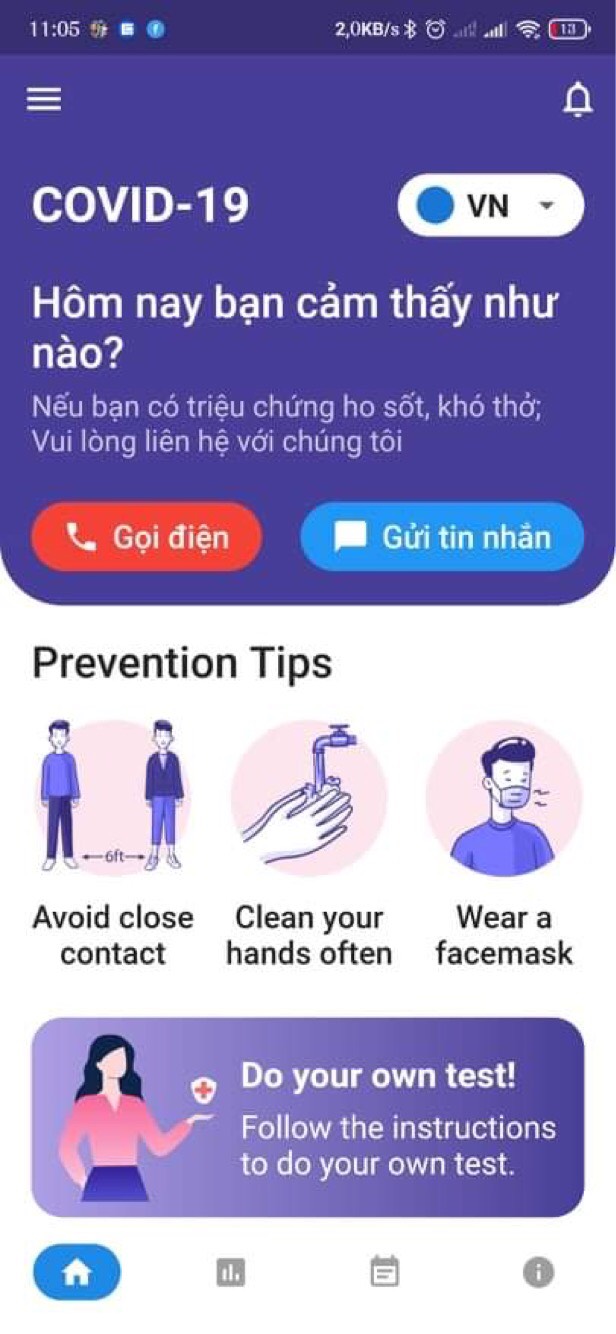 11:05
2,0KB/s
13
COVID-19
VN
Hôm nay bạn cảm thấy như
nào?
Nếu bạn có triệu chứng ho sốt, khó thở;
Vui lòng liên hệ với chúng tôi
Gọi điện
Gửi tin nhắn
Prevention Tips
6ft
Avoid close
contact
Clean your
hands often
Wear a
facemask
Do your own test!
Follow the instructions
to do your own test.